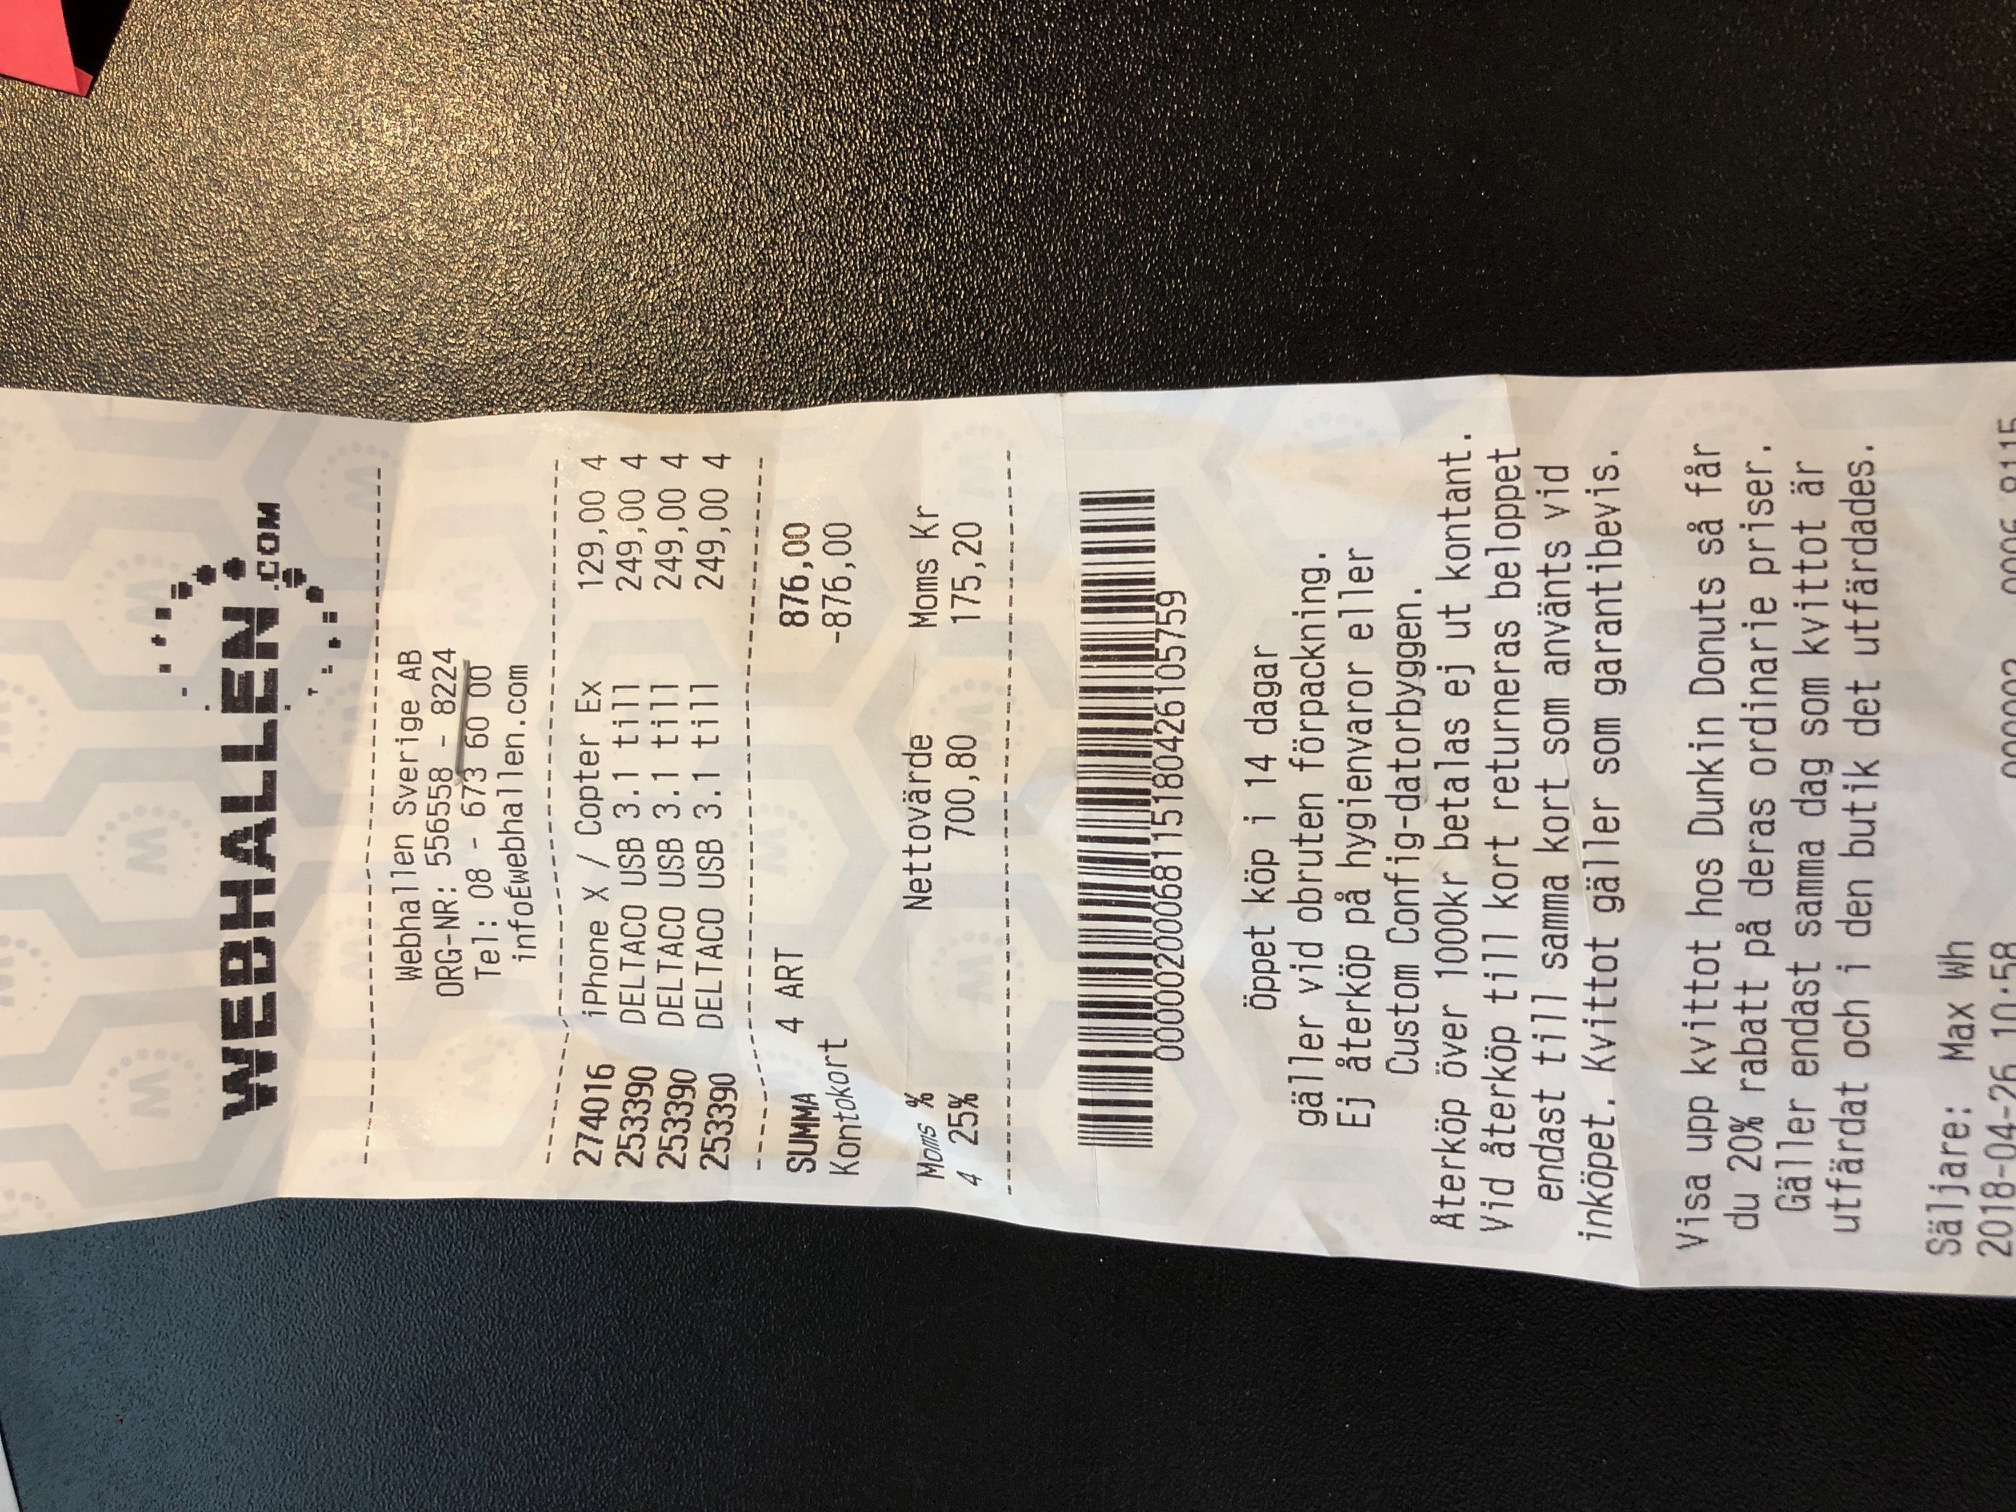 WEBHALLEN.COM
Webhallen Sverige AB
ORG-NR: 556558 - 8224
Tel: 08 - 673 60 00
infoÉwebhallen.com
274016 iPhone X / Copter Ex 129,00 4
253390 DELTACO USB 3.1 till 249,00 4
253390 DELTACO USB 3.1 till 249,00 4
253390 DELTACO USB 3.1 till 249,00 4
SUMMA 4 ART 876,00
Kontokort -876,00
Moms % Nettovärde Moms Kr
4 25% 700,80 175,20
00000200068115180426105759
Öppet köp i 14 dagar
gäller vid obruten förpackning.
Ej återköp på hygienvaror eller
Custom Config-datorbyggen.
Återköp över 1000kr betalas ej ut kontant.
Vid återköp till kort returneras beloppet
endast till samma kort som använts vid
inköpet. Kvittot gäller som garantibevis.
Visa upp kvittot hos Dunkin Donuts så får
du 20% rabatt på deras ordinarie priser.
Gäller endast samma dag som kvittot är
utfärdat och i den butik det utfärdades.
Säljare: Max Wh
2018-04-26 10:58 000002 0006 8115